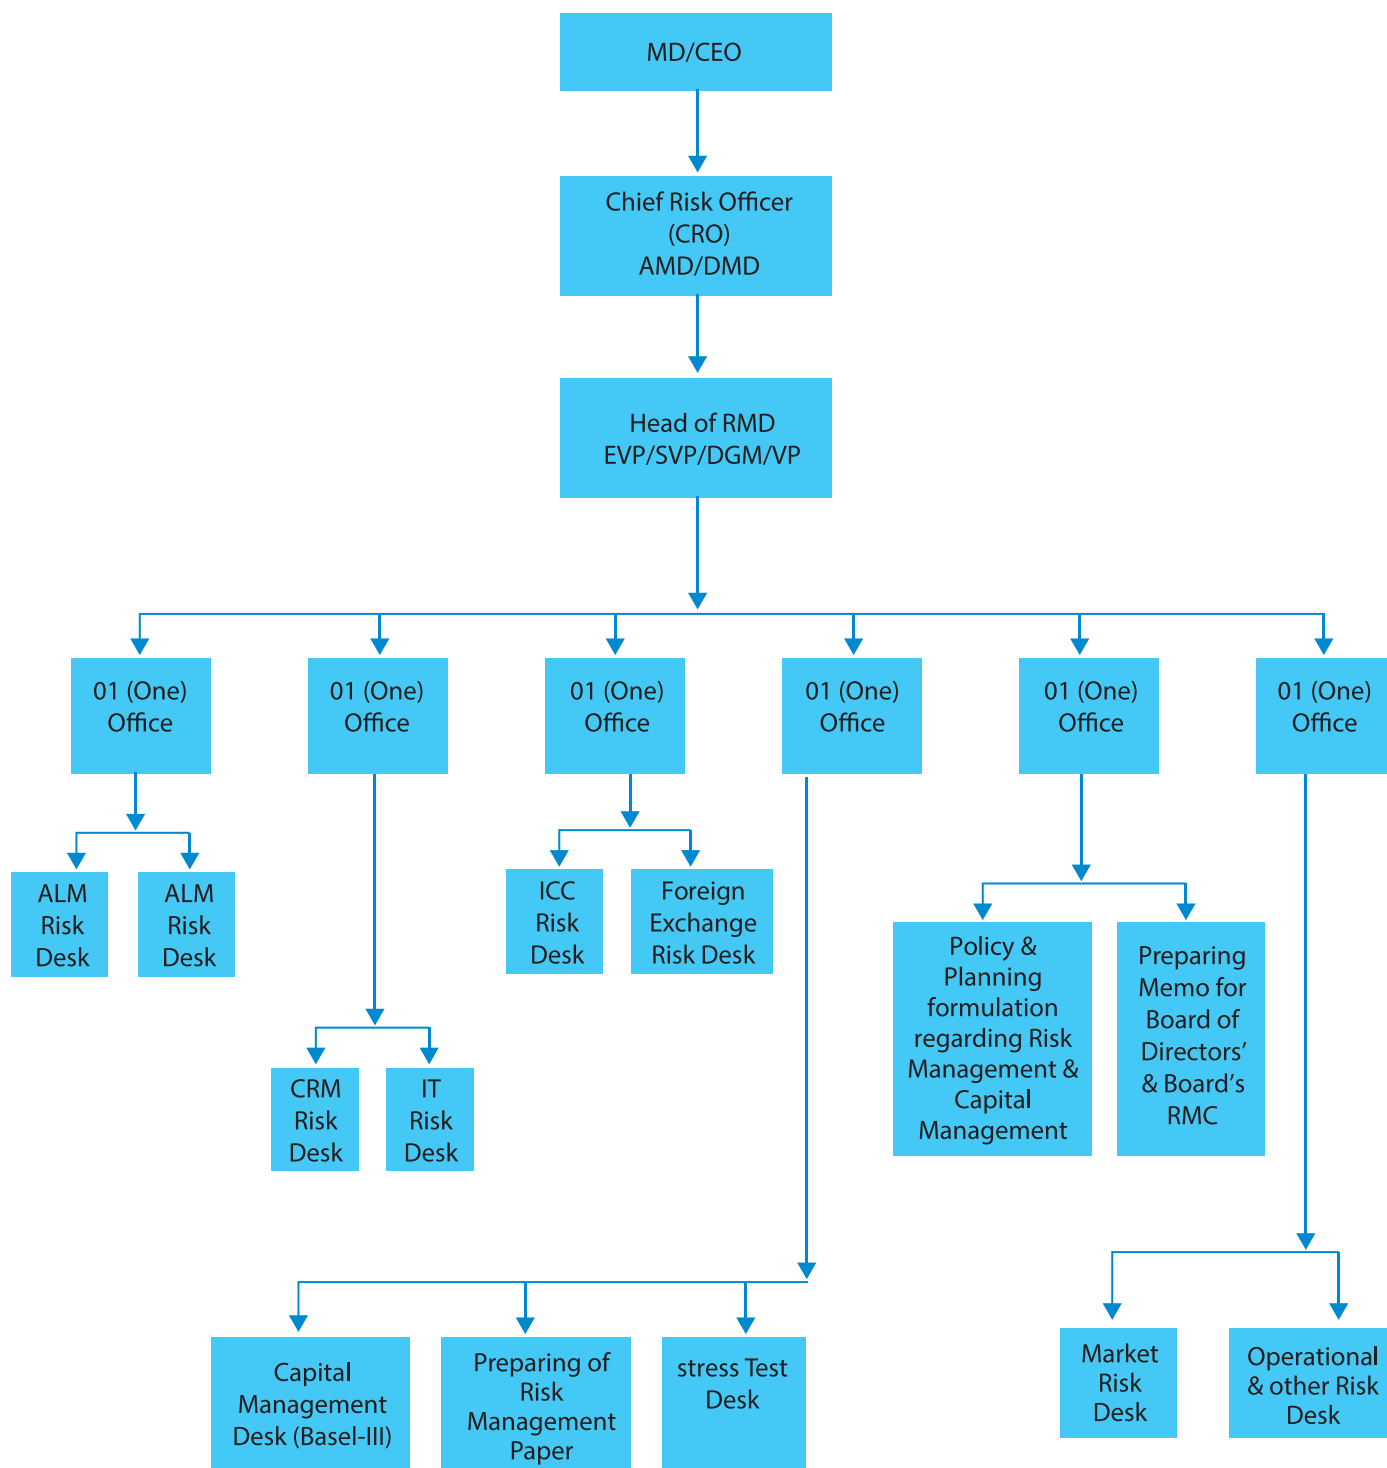 MD/CEO
Chief Risk Officer
(CRO)
AMD/DMD
Head of RMD
EVP/SVP/DGM/VP
01 (One)
Office
01 (One)
Office
01 (One)
Office
01 (One)
Office
01 (One)
Office
01 (One)
Office
ALM
Risk
Desk
ALM
Risk
Desk
ICC
Risk
Desk
Foreign
Exchange
Risk Desk
Policy &
Planning
formulation
regarding Risk
Management &
Capital
Management
Preparing
Memo for
Board of
Directors’
& Board’s
RMC
CRM
Risk
Desk
IT
Risk
Desk
Capital
Management
Desk (Basel-III)
Preparing of
Risk
Management
Paper
stress Test
Desk
Market
Risk
Desk
Operational
& other Risk
Desk